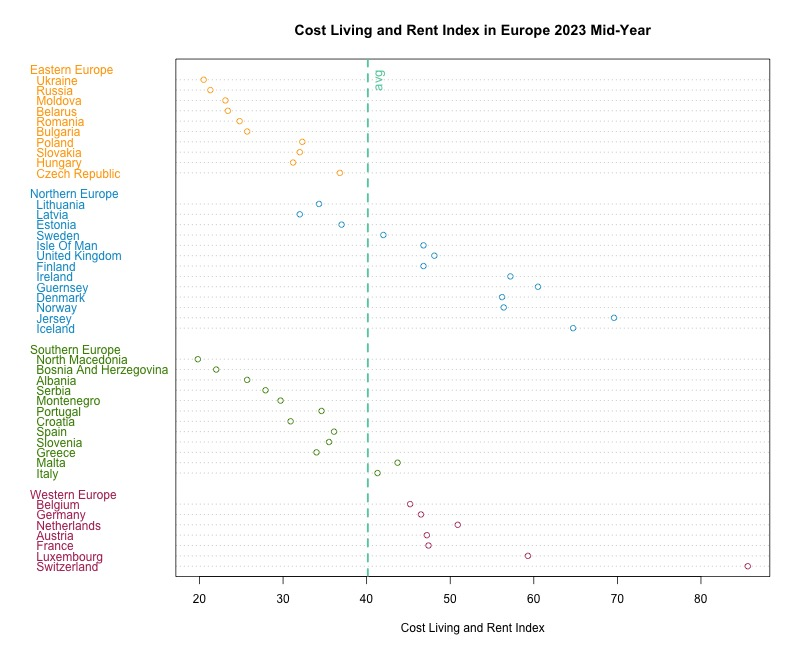 Cost Living and Rent Index in Europe 2023 Mid-Year
avg
Eastern Europe
Ukraine
Russia
Moldova
Belarus
Romania
Bulgaria
Poland
Slovakia
Hungary
Czech Republic
Northern Europe
Lithuania
Latvia
Estonia
Sweden
Isle Of Man
United Kingdom
Finland
Ireland
Guernsey
Denmark
Norway
Jersey
Iceland
Southern Europe
North Macedonia
Bosnia And Herzegovina
Albania
Serbia
Montenegro
Portugal
Croatia
Spain
Slovenia
Greece
Malta
Italy
Western Europe
Belgium
Germany
Netherlands
Austria
France
Luxembourg
Switzerland
20 30 40 50 60 70 80
Cost Living and Rent Index